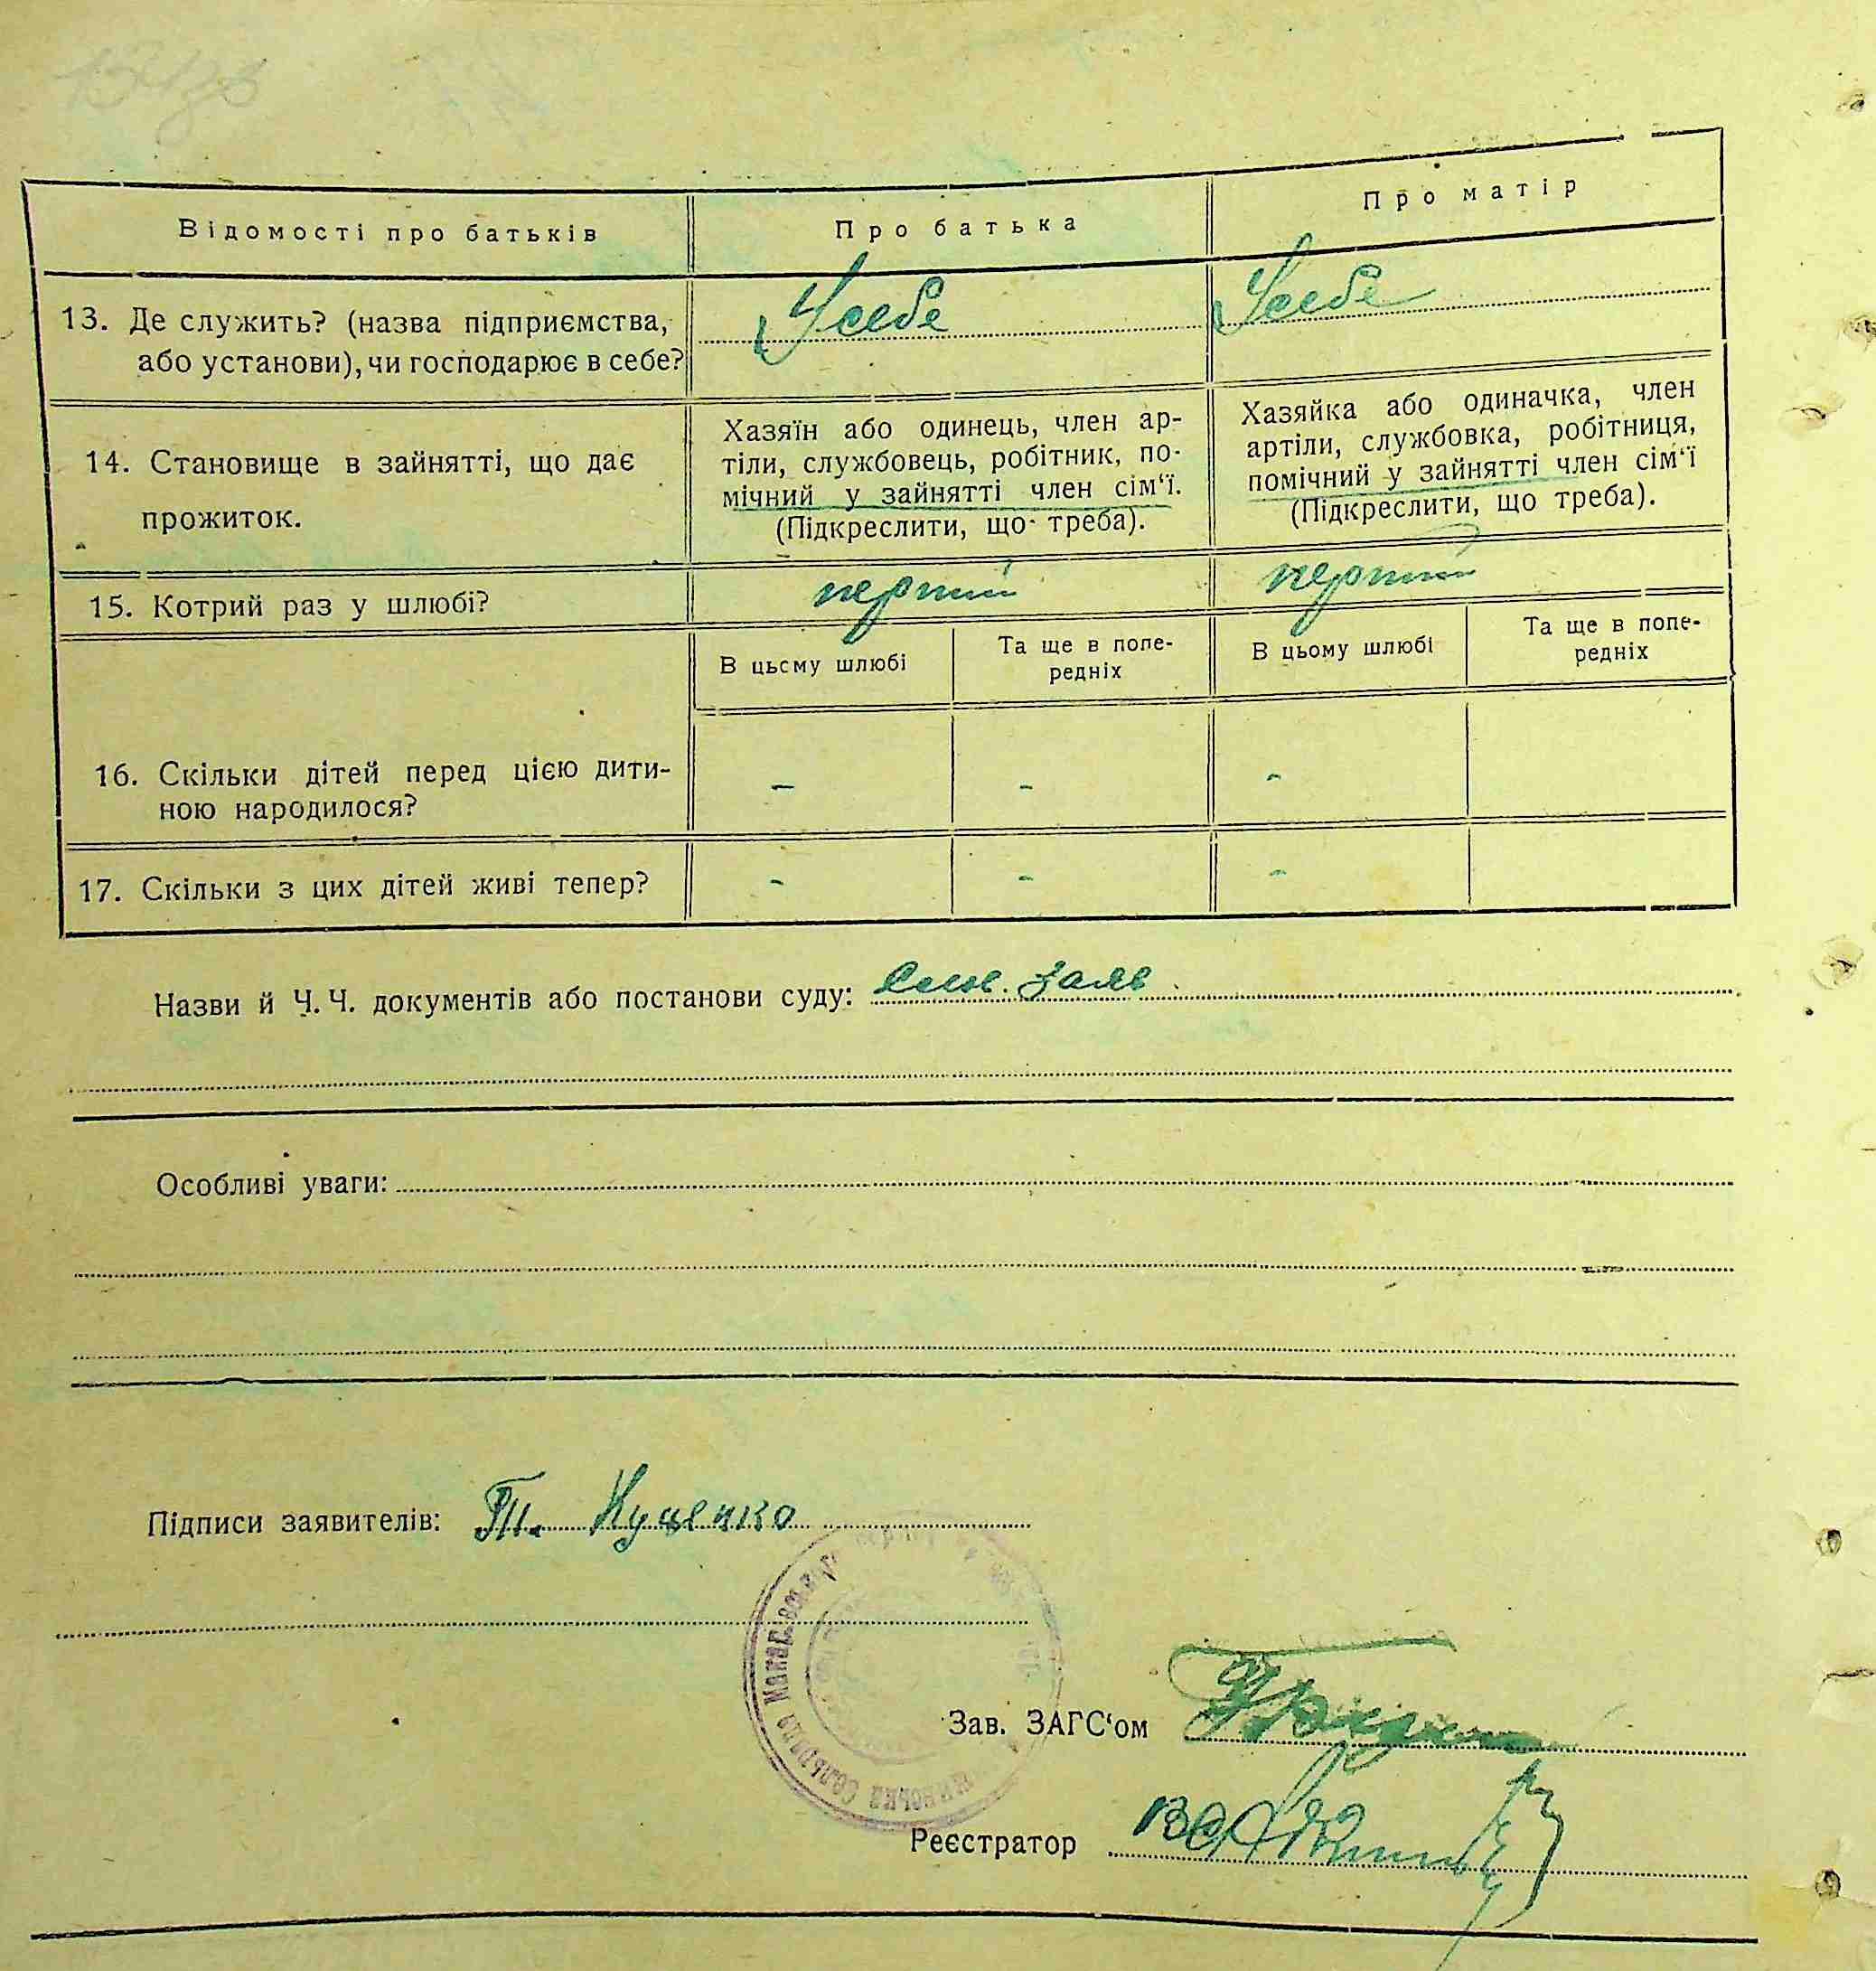 Відомості про батьків
Про батька
Про матір
13. Де служить? (назва підприємства,
або установи), чи господарює в себе?
У себе
У себе
14. Становище в зайнятті, що дає
прожиток.
Хазяїн або одинець, член ар-
тіли, службовець, робітник, по-
мічний у зайнятті член сім‘ї.
(Підкреслити, що треба).
Хазяйка або одиначка, член
артіли, службовка, робітниця,
помічний у зайнятті член сім‘ї
(Підкреслити, що треба).
15. Котрий раз у шлюбі?
перший
перший
В цьсму шлюбі
Та ще в попе-
редніх
В цьому шлюбі
Та ще в попе-
редніх
16. Скільки дітей перед цією дити-
ною народилося?
-
-
-
17. Скільки з цих дітей живі тепер?
-
-
-
Назви й Ч. Ч. документів або постанови суду: заяв
Особливі уваги:
Підписи заявителів: Куценко
Сельрада Макар
Зав. ЗАГС‘ом
Реєстратор